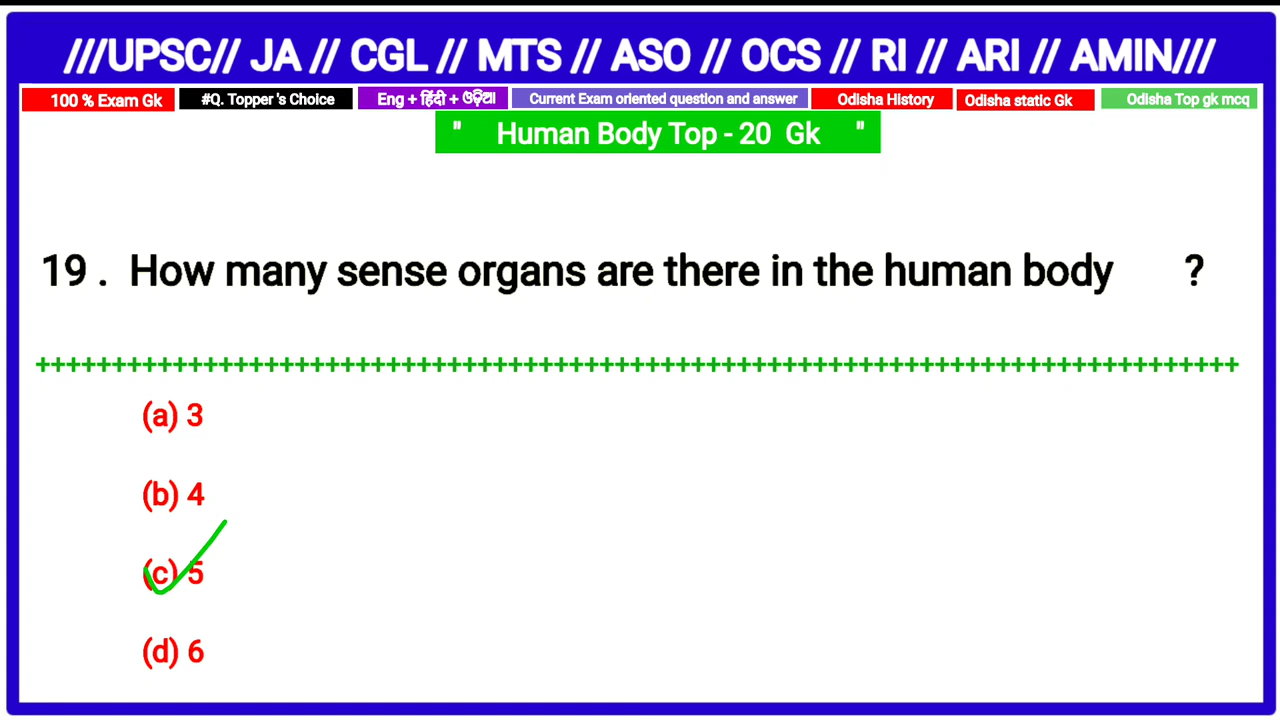 ///UPSC// JA // CGL // MTS // ASO // OCS // RI // ARI // AMIN///
100 % Exam Gk #Q. Topper 's Choice Eng + हिंदी + ଓଡ଼ିଆ Current Exam oriented question and answer Odisha History Odisha static Gk Odisha Top gk mcq
" Human Body Top - 20 Gk "
19 . How many sense organs are there in the human body ?
++++++++++++++++++++++++++++++++++++++++++++++++++++++++++++++++++++++++++++++++
(a) 3
(b) 4
(c) 5
(d) 6